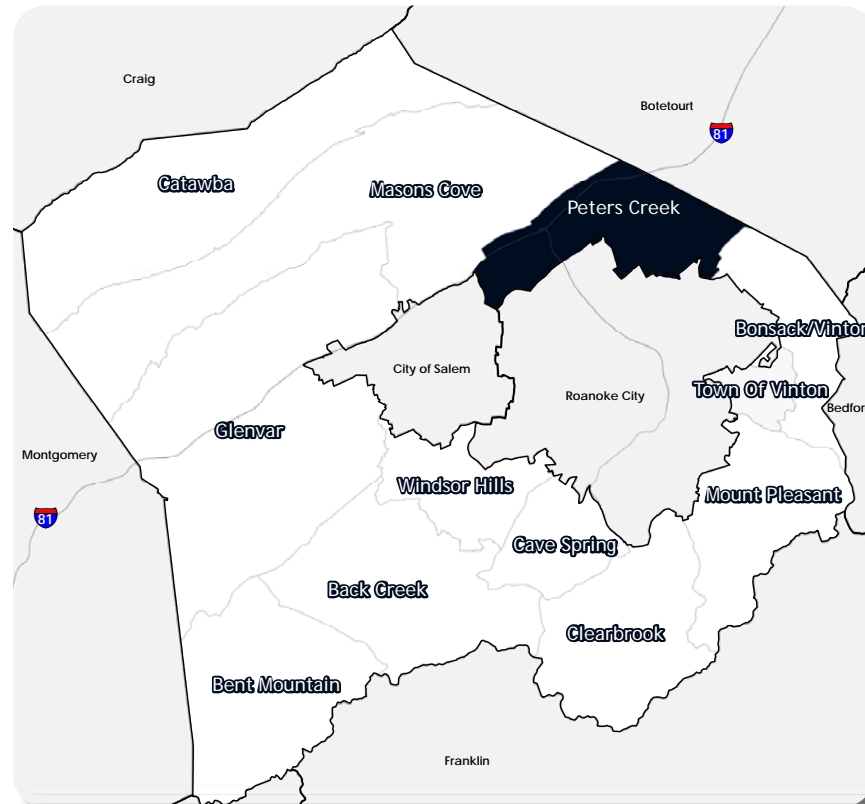 Craig
Botetourt
81
Catawba
Masons Cove
Peters Creek
Bonsack/Vinton
City of Salem
Roanoke City
Town Of Vinton
Bedfor
Glenvar
Montgomery
Windsor Hills
Mount Pleasant
81
Cave Spring
Back Creek
Clearbrook
Bent Mountain
Franklin